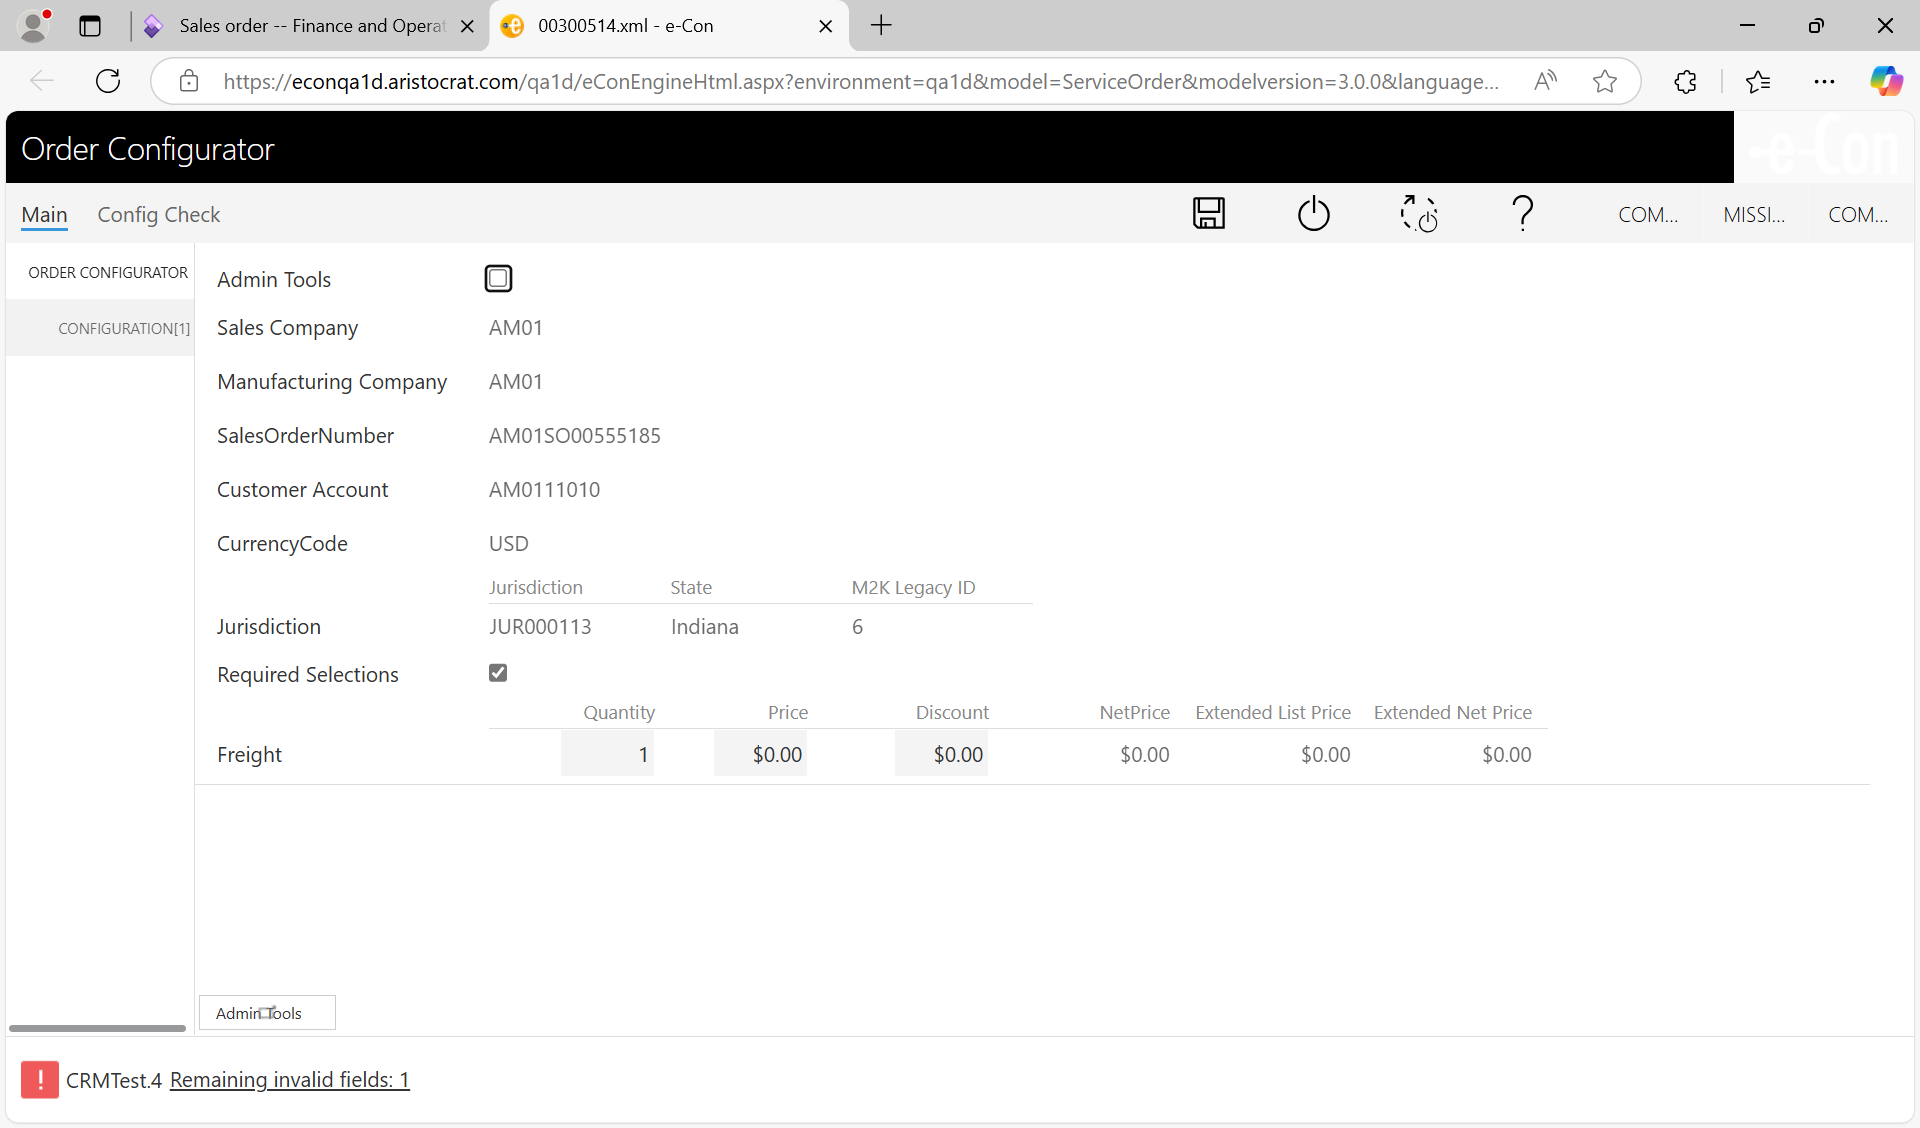 Sales order -- Finance and Operat
00300514.xml - e-Con
https://econqa1d.aristocrat.com/qa1d/eConEngineHtml.aspx?environment=qa1d&model=ServiceOrder&modelversion=3.0.0&language...
Order Configurator
e-Con
Main
Config Check
COM...
MISSI...
COM...
ORDER CONFIGURATOR
CONFIGURATION[1]
Admin Tools
Sales Company AM01
Manufacturing Company AM01
SalesOrderNumber AM01SO00555185
Customer Account AM0111010
CurrencyCode USD
Jurisdiction State M2K Legacy ID
Jurisdiction JUR000113 Indiana 6
Required Selections
Quantity Price Discount NetPrice Extended List Price Extended Net Price
Freight 1 $0.00 $0.00 $0.00 $0.00 $0.00
Admin Tools
CRMTest.4 Remaining invalid fields: 1